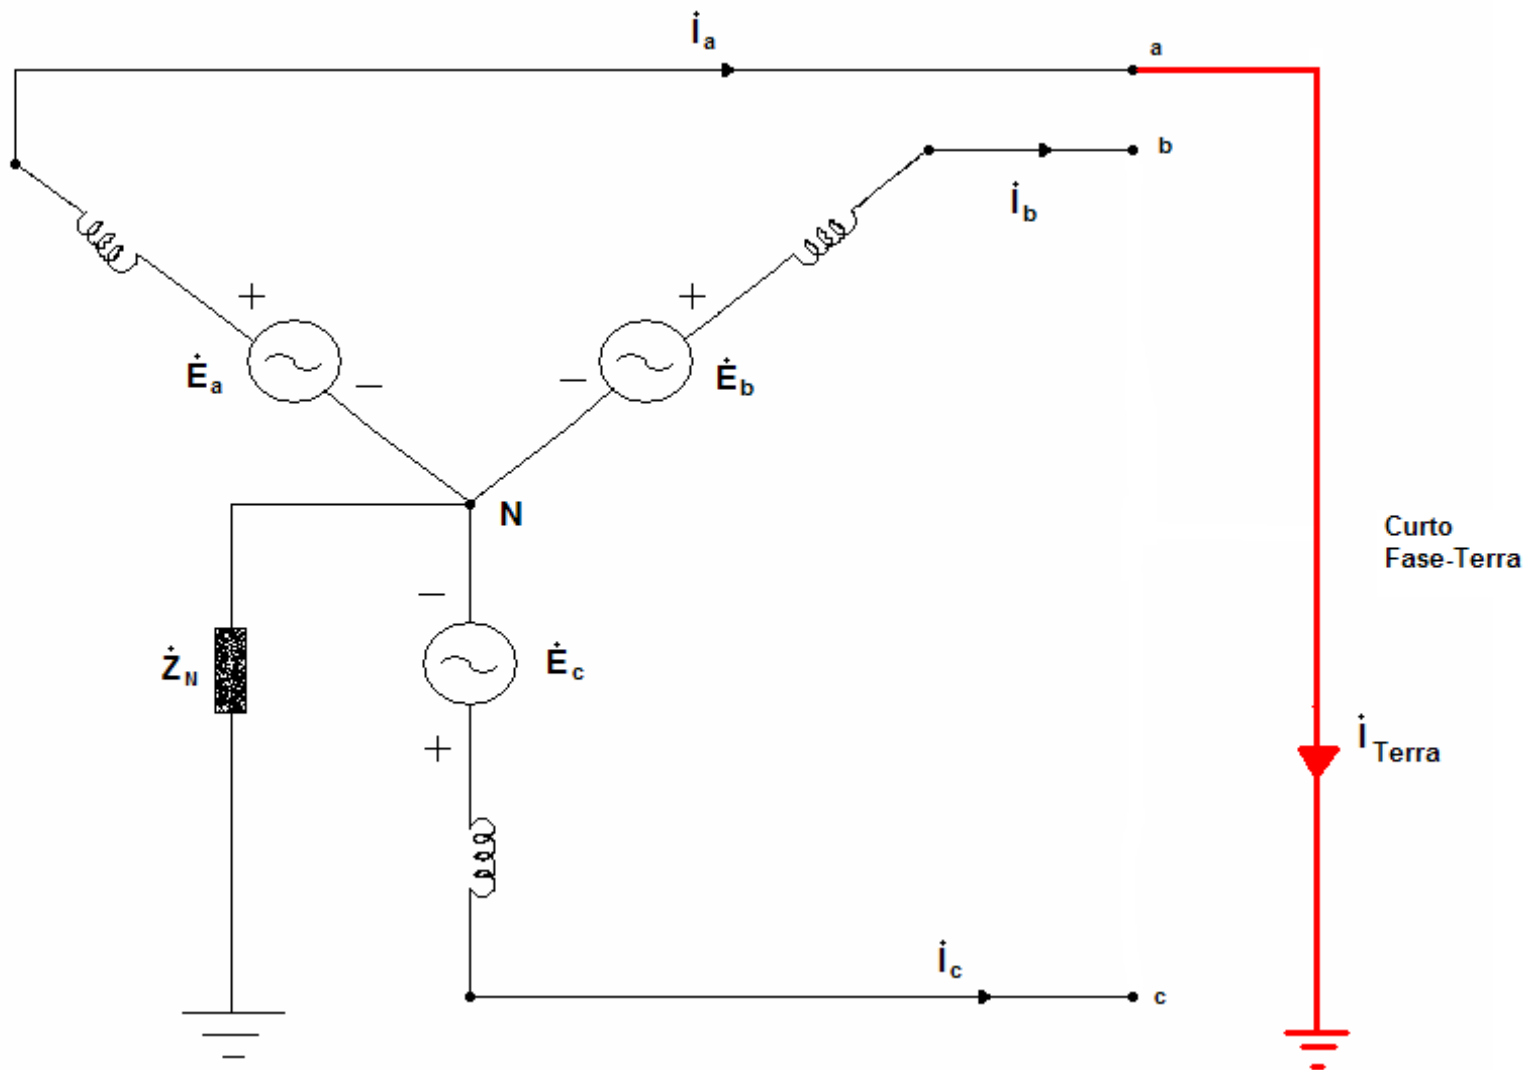 İa
a
b
İb
+
+
Ėa
−
−
Ėb
N
Curto
Fase-Terra
−
ŻN
Ėc
+
İTerra
İc
c